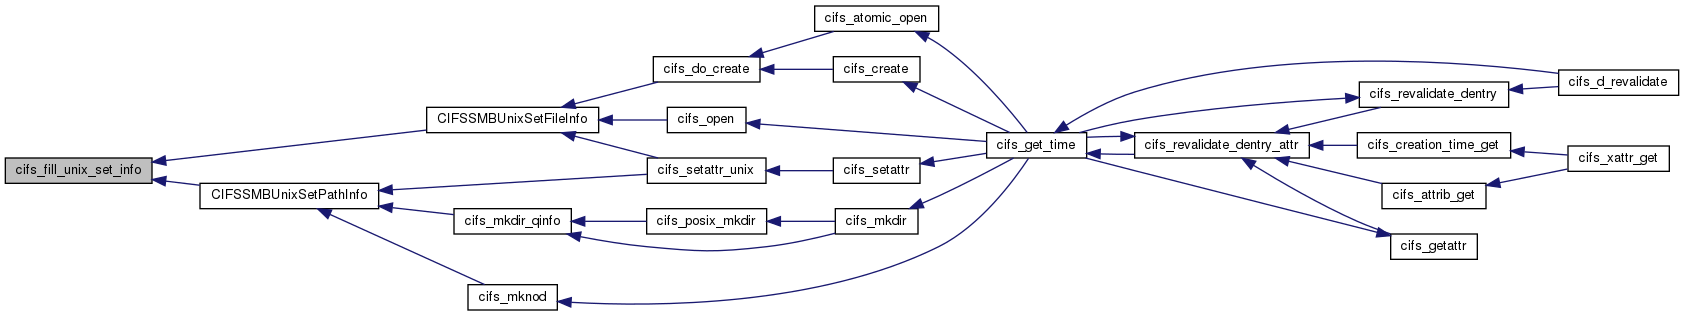 cifs_fill_unix_set_info
CIFSSMBUnixSetFileInfo
CIFSSMBUnixSetPathInfo
cifs_do_create
cifs_open
cifs_setattr_unix
cifs_mkdir_qinfo
cifs_posix_mkdir
cifs_mknod
cifs_atomic_open
cifs_create
cifs_setattr
cifs_mkdir
cifs_get_time
cifs_revalidate_dentry_attr
cifs_revalidate_dentry
cifs_creation_time_get
cifs_attrib_get
cifs_getattr
cifs_d_revalidate
cifs_xattr_get